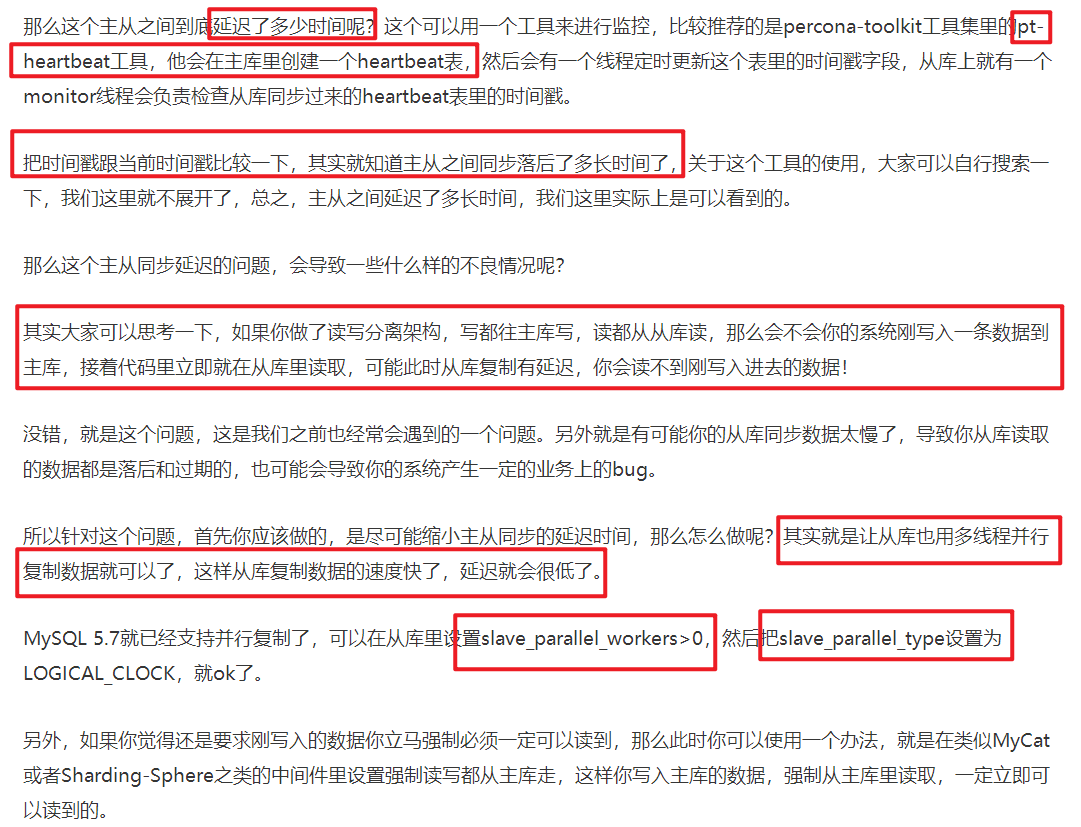 那么这个主从之间到底延迟了多少时间呢？这个可以用一个工具来进行监控，比较推荐的是percona-toolkit工具集里的pt-
heartbeat工具，他会在主库里创建一个heartbeat表，然后会有一个线程定时更新这个表里的时间戳字段，从库上就有一个
monitor线程会负责检查从库同步过来的heartbeat表里的时间戳。
把时间戳跟当前时间戳比较一下，其实就知道主从之间同步落后了多长时间了，关于这个工具的使用，大家可以自行搜索一
下，我们这里就不展开了，总之，主从之间延迟了多长时间，我们这里实际上是可以看到的。
那么这个主从同步延迟的问题，会导致一些什么样的不良情况呢？
其实大家可以思考一下，如果你做了读写分离架构，写都往主库写，读都从从库读，那么会不会你的系统刚写入一条数据到
主库，接着代码里立即就在从库里读取，可能此时从库复制有延迟，你会读不到刚写入进去的数据！
没错，就是这个问题，这是我们之前也经常会遇到的一个问题。另外就是有可能你的从库同步数据太慢了，导致你从库读取
的数据都是落后和过期的，也可能会导致你的系统产生一定的业务上的bug。
所以针对这个问题，首先你应该做的，是尽可能缩小主从同步的延迟时间，那么怎么做呢？其实就是让从库也用多线程并行
复制数据就可以了，这样从库复制数据的速度快了，延迟就会很低了。
MySQL 5.7就已经支持并行复制了，可以在从库里设置slave_parallel_workers>0，然后把slave_parallel_type设置为
LOGICAL_CLOCK，就ok了。
另外，如果你觉得还是要求刚写入的数据你立马强制必须一定可以读到，那么此时你可以使用一个办法，就是在类似MyCat
或者Sharding-Sphere之类的中间件里设置强制读写都从主库走，这样你写入主库的数据，强制从主库里读取，一定立即可
以读到的。